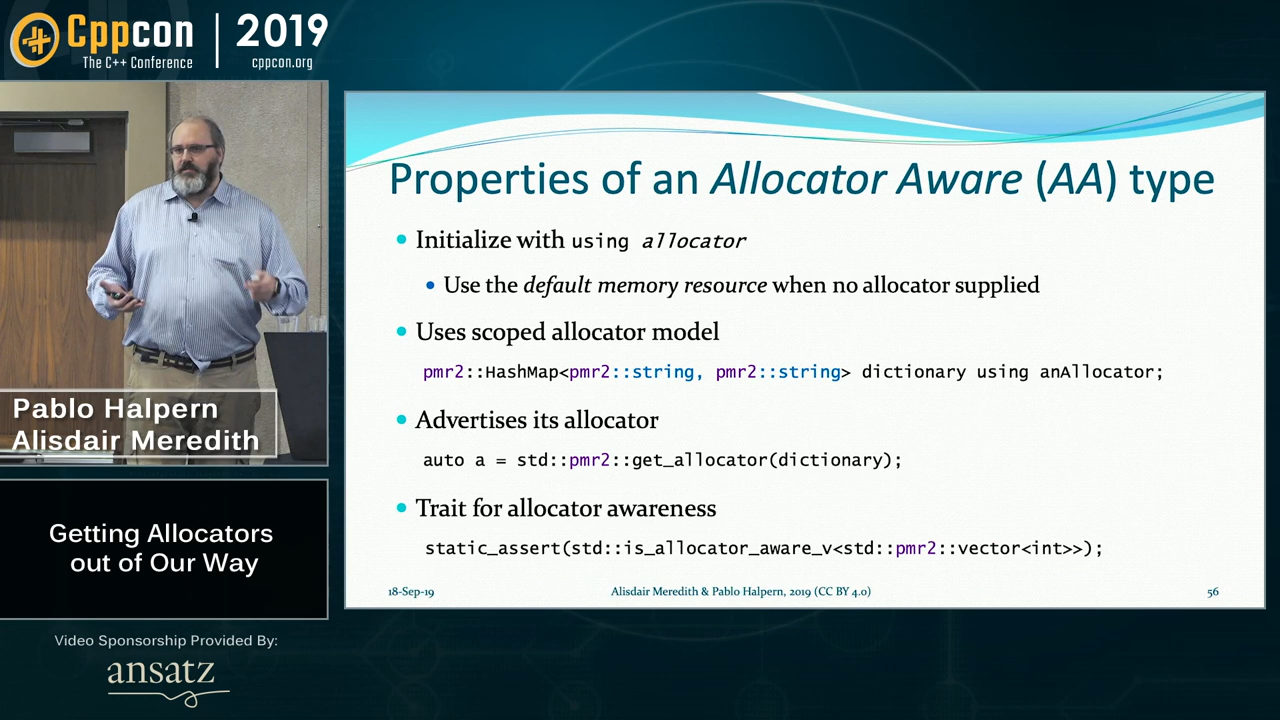 Cppcon | 2019
The C++ Conference
cppcon.org
Pablo Halpern
Alisdair Meredith
Getting Allocators
out of Our Way
Video Sponsorship Provided By:
ansatz
Properties of an Allocator Aware (AA) type
• Initialize with using allocator
• Use the default memory resource when no allocator supplied
• Uses scoped allocator model
pmr2::HashMap<pmr2::string, pmr2::string> dictionary using anAllocator;
• Advertises its allocator
auto a = std::pmr2::get_allocator(dictionary);
• Trait for allocator awareness
static_assert(std::is_allocator_aware_v<std::pmr2::vector<int>>);
18-Sep-19
Alisdair Meredith & Pablo Halpern, 2019 (CC BY 4.0)
56